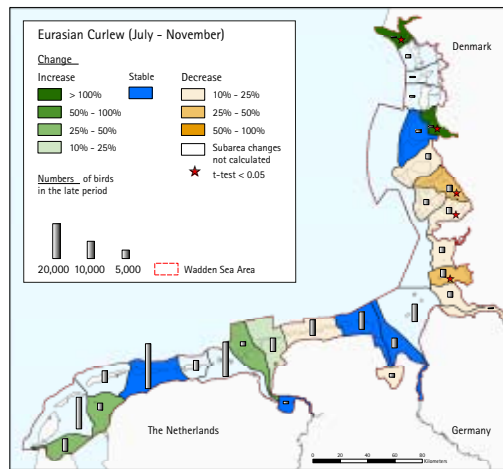 Eurasian Curlew (July - November)
Change
Increase
Stable
Decrease
> 100%
50% - 100%
25% - 50%
10% - 25%
10% - 25%
25% - 50%
50% - 100%
Subarea changes
not calculated
t-test < 0.05
Numbers of birds
in the late period
20,000 10,000 5,000
Wadden Sea Area
Denmark
The Netherlands
Germany
0 10 20 40 60 80
Kilometers